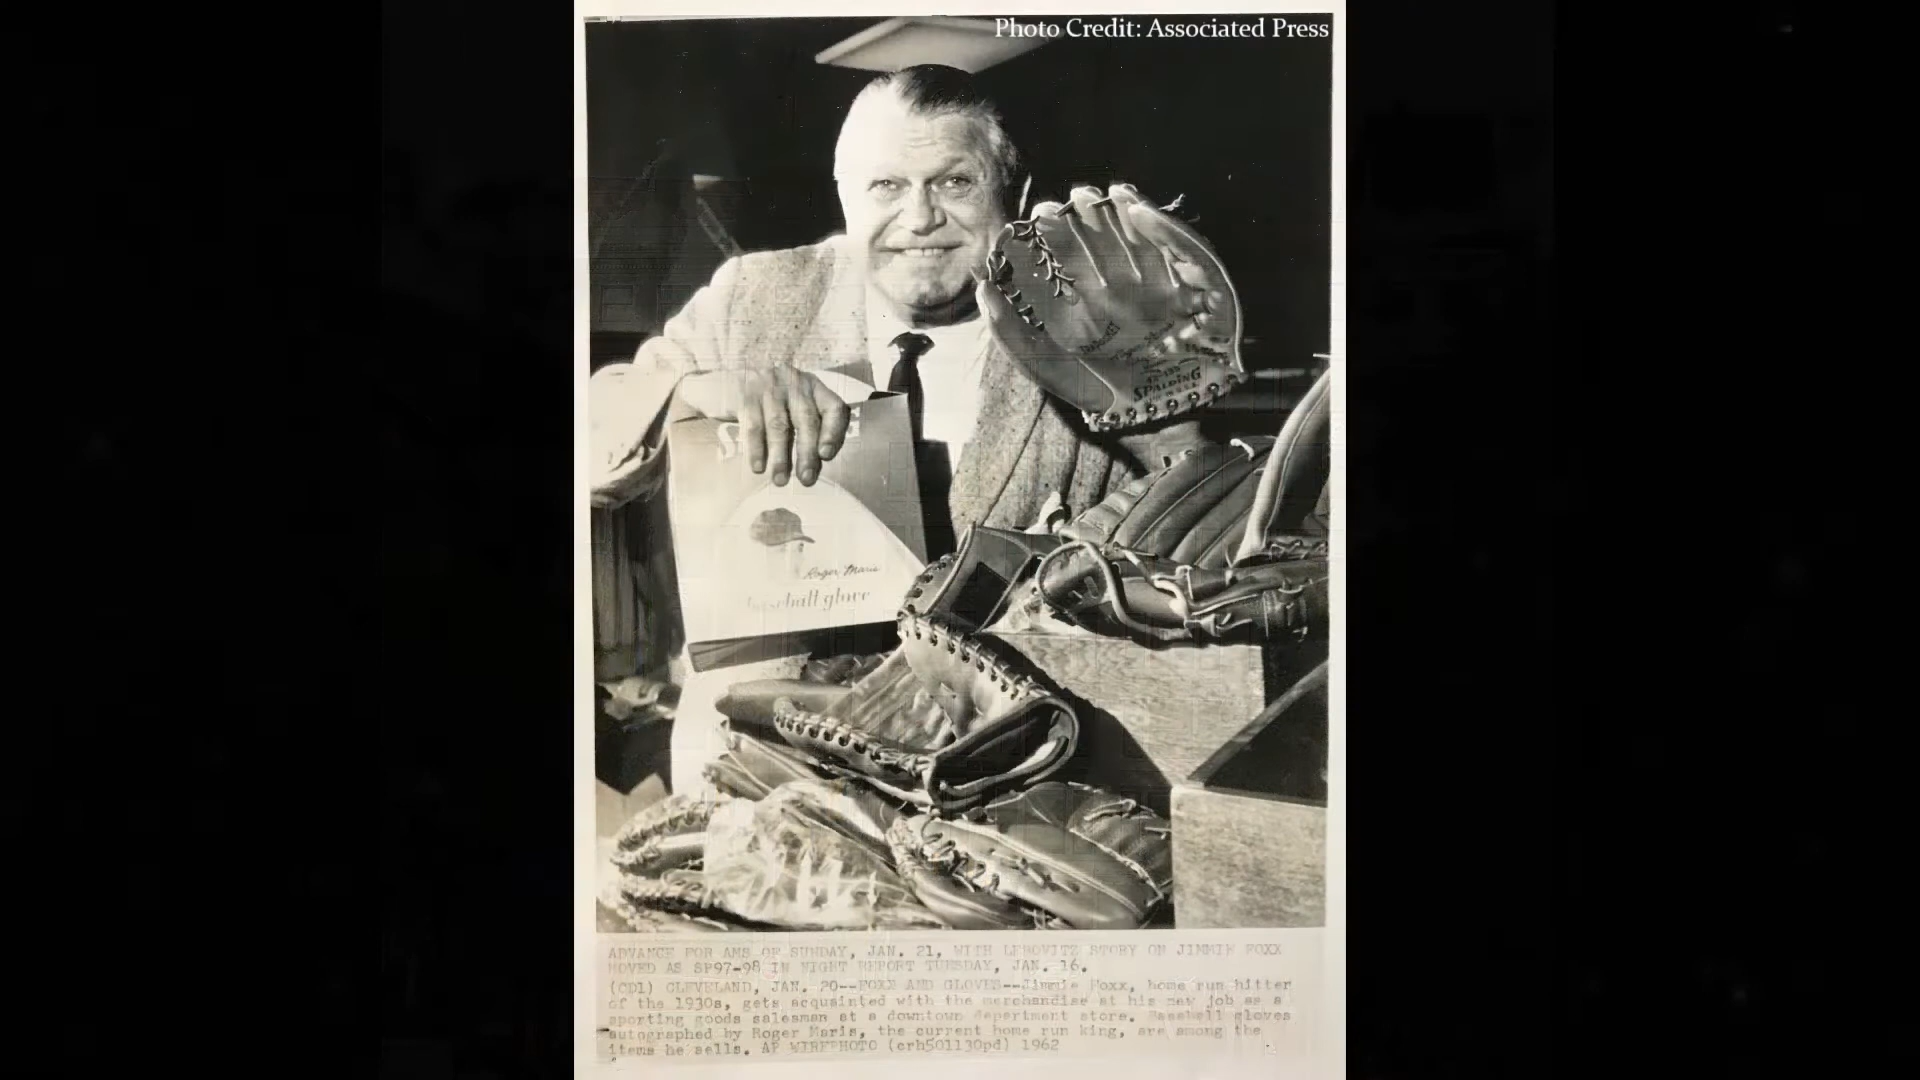 Photo Credit: Associated Press
SPALDING
Roger Maris
baseball glove
ADVANCE FOR AMS OF SUNDAY, JAN. 21, WITH LEBOVITZ STORY ON JIMMIE FOXX
MOVED AS SP97-98 IN NIGHT REPORT TUESDAY, JAN. 16.
(CD1) CLEVELAND, JAN. 20--FOXX AND GLOVES--Jimmie Foxx, home run hitter
of the 1930s, gets acquainted with the merchandise at his new job as a
sporting goods salesman at a downtown department store. Baseball gloves
autographed by Roger Maris, the current home run king, are among the
items he sells. AP WIREPHOTO (crh501130pd) 1962